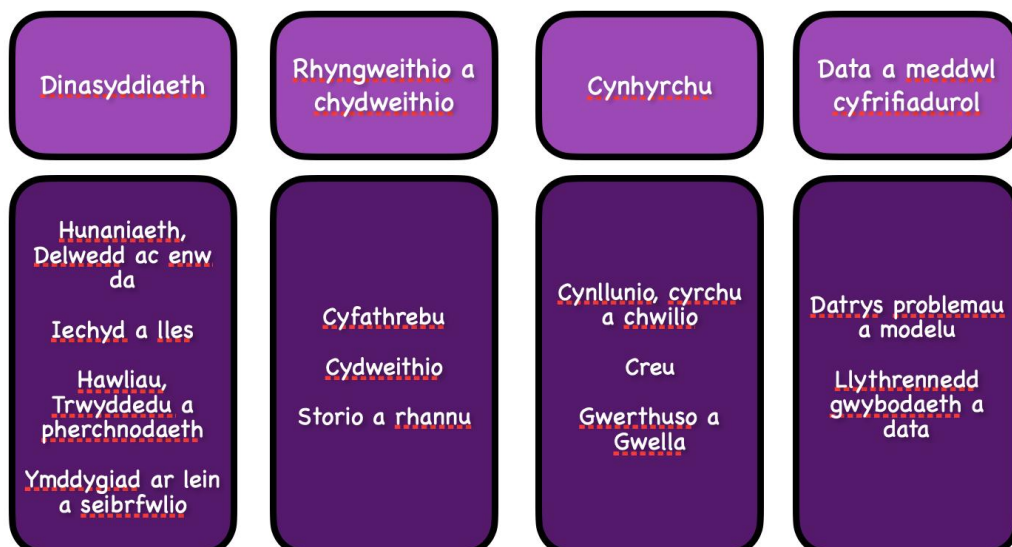 Dinasyddiaeth
Rhyngweithio a
chydweithio
Cynhyrchu
Data a meddwl
cyfrifiadurol
Hunaniaeth,
Delwedd ac enw
da
Iechyd a lles
Hawliau,
Trwyddedu a
pherchnodaeth
Ymddygiad ar lein
a seibrfwlio
Cyfathrebu
Cydweithio
Storio a rhannu
Cynllunio, cyrchu
a chwilio
Creu
Gwerthuso a
Gwella
Datrys problemau
a modelu
Llythrennedd
gwybodaeth a
data